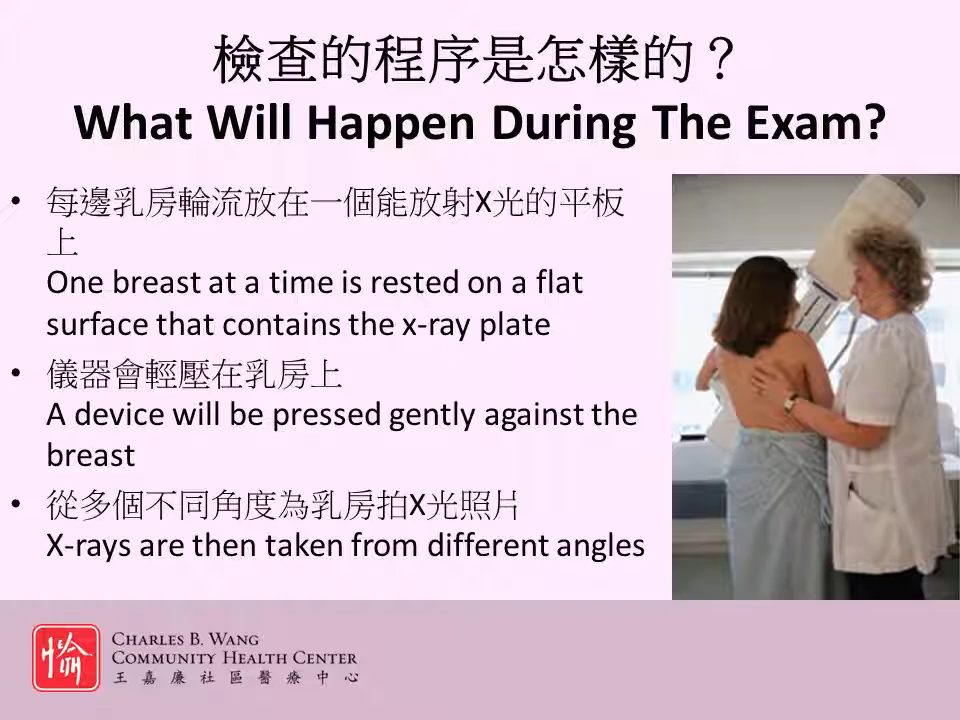 檢查的程序是怎樣的？
What Will Happen During The Exam?
• 每邊乳房輪流放在一個能放射X光的平板
上
One breast at a time is rested on a flat
surface that contains the x-ray plate
• 儀器會輕壓在乳房上
A device will be pressed gently against the
breast
• 從多個不同角度為乳房拍X光照片
X-rays are then taken from different angles
CHARLES B. WANG
COMMUNITY HEALTH CENTER
王嘉廉社區醫療中心